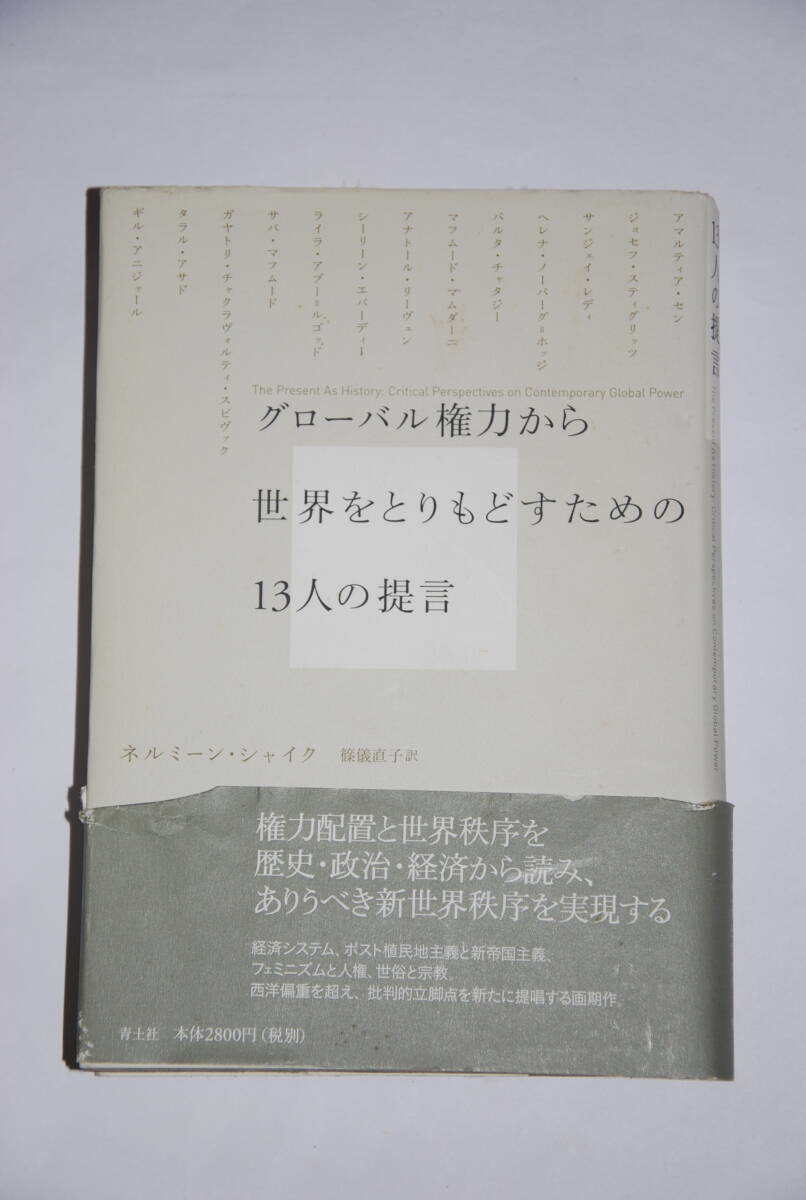 アマルティア・セン
ジョセフ・スティグリッツ
サンジェイ・レディ
ヘレナ・ノーバーグ=ホッジ
パルタ・チャタジー
マフムード・マムダーニ
アナトール・リーヴェン
シーリーン・エバーディー
ライラ・アブー=ルゴッド
サバ・マフムード
ガヤトリ・チャクラヴォルティ・スピヴァック
タラル・アサド
ギル・アニジャール
The Present As History: Critical Perspectives on Contemporary Global Power
グローバル権力から
世界をとりもどすための
13人の提言
ネルミーン・シャイク 篠儀直子訳
権力配置と世界秩序を
歴史・政治・経済から読み、
ありうべき新世界秩序を実現する
経済システム、ポスト植民地主義と新帝国主義、
フェミニズムと人権、世俗と宗教。
西洋偏重を超え、批判的立脚点を新たに提唱する画期作。
青土社 本体2800円(税別)
13人の提言
The Present As History: Critical Perspectives on Contemporary Global Power